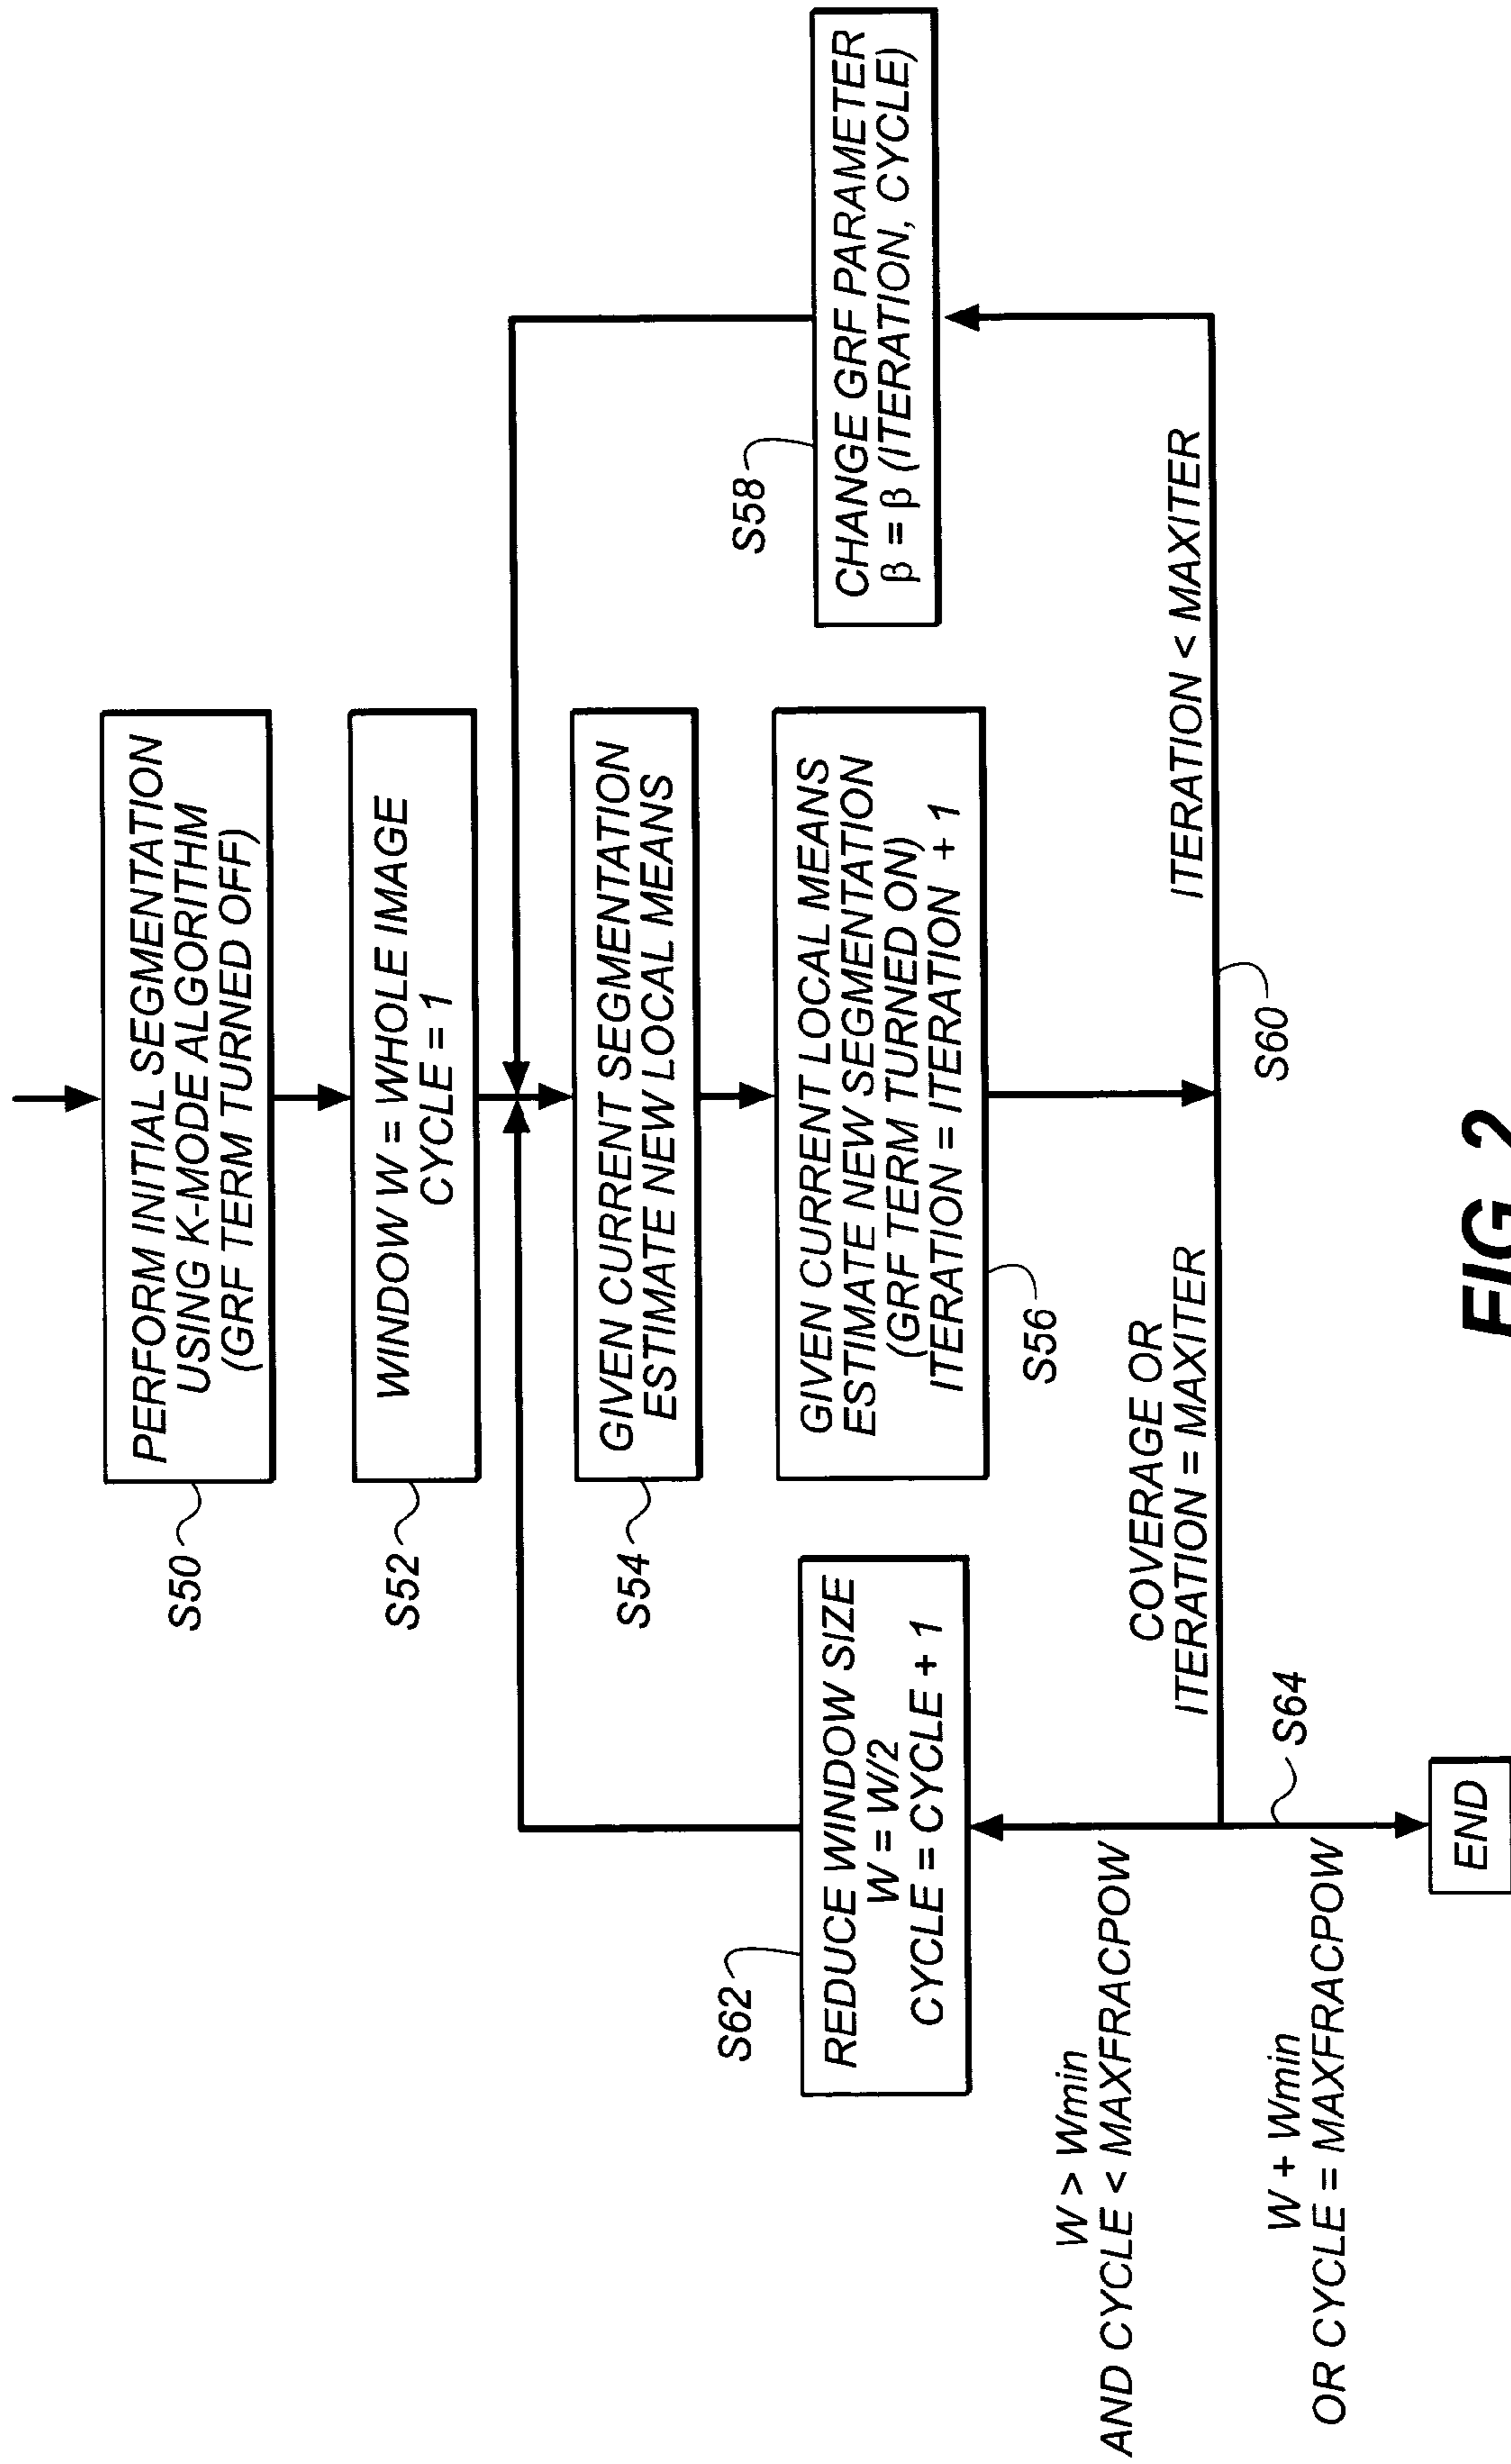 PERFORM INITIAL SEGMENTATION
USING K-MODE ALGORITHM
(GRF TERM TURNED OFF)
S50
WINDOW W = WHOLE IMAGE
CYCLE = 1
S52
GIVEN CURRENT SEGMENTATION
ESTIMATE NEW LOCAL MEANS
S54
GIVEN CURRENT LOCAL MEANS
ESTIMATE NEW SEGMENTATION
(GRF TERM TURNED ON)
ITERATION = ITERATION + 1
S56
CHANGE GRF PARAMETER
β = β (ITERATION, CYCLE)
S58
ITERATION < MAXITER
S60
COVERAGE OR
ITERATION = MAXITER
REDUCE WINDOW SIZE
W = W/2
CYCLE = CYCLE + 1
S62
W > Wmin
AND CYCLE < MAXFRACPOW
S64
W + Wmin
OR CYCLE = MAXFRACPOW
END
FIG_2